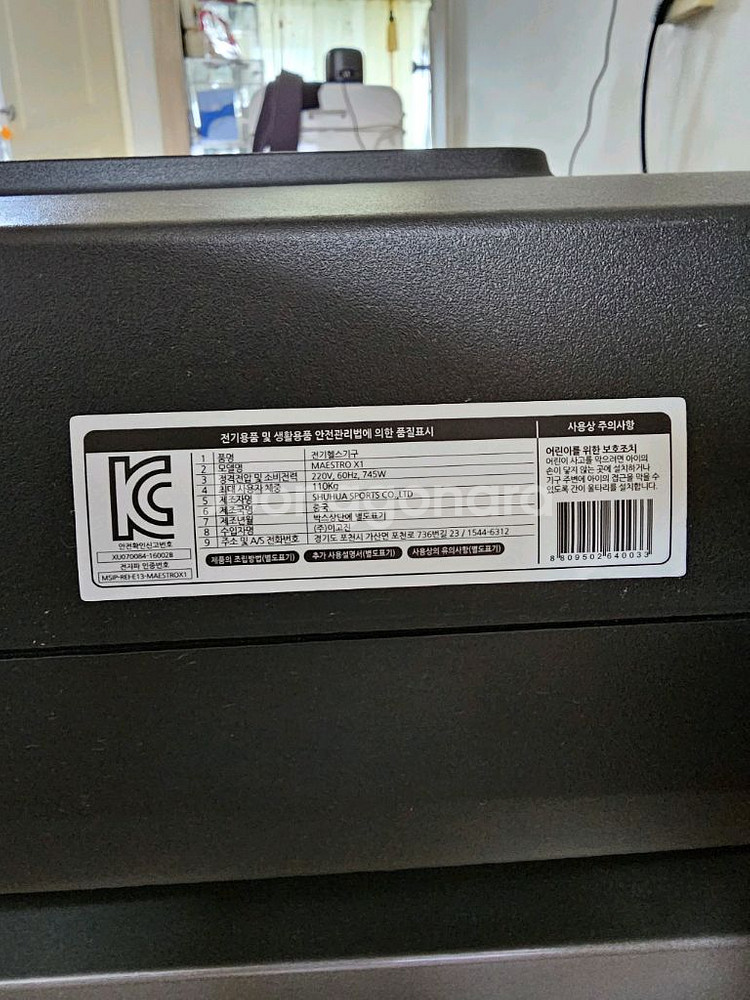 전기용품 및 생활용품 안전관리법에 의한 품질표시
사용상 주의사항
KC
안전확인신고번호
XU070084-16002B
전자파 인증번호
MSIP-REI-E13-MAESTROX1
1 품명 전기헬스기구
2 모델명 MAESTRO X1
3 정격전압 및 소비전력 220V, 60Hz, 745W
4 최대 사용자 체중 110Kg
5 제조자명 SHUHUA SPORTS CO.,LTD
6 제조국명 중국
7 제조년월 박스상단에 별도표기
8 수입자명 (주)이고진
9 주소 및 A/S 전화번호 경기도 포천시 가산면 포천로 736번길 23 / 1544-6312
제품의 조립방법(별도표기) 추가 사용설명서(별도표기) 사용상의 유의사항(별도표기)
어린이를 위한 보호조치
어린이 사고를 막으려면 아이의
손이 닿지 않는 곳에 설치하거나
기구 주변에 아이의 접근을 막을 수
있도록 간이 울타리를 설치합니다.
8 809502 640033
joongonara